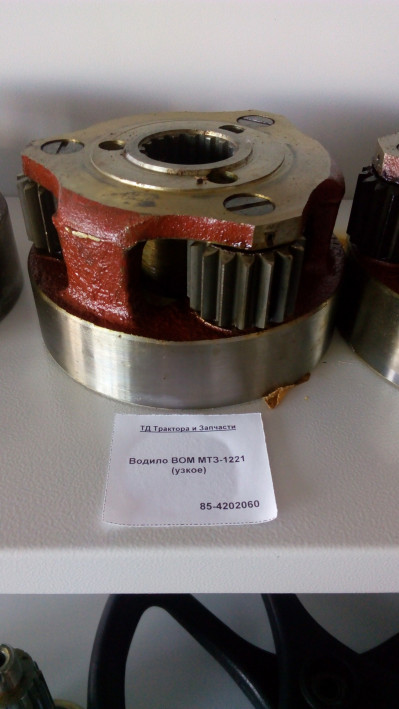 ТД Трактора и Запчасти
Водило ВОМ МТЗ-1221
(узкое)
85-4202060